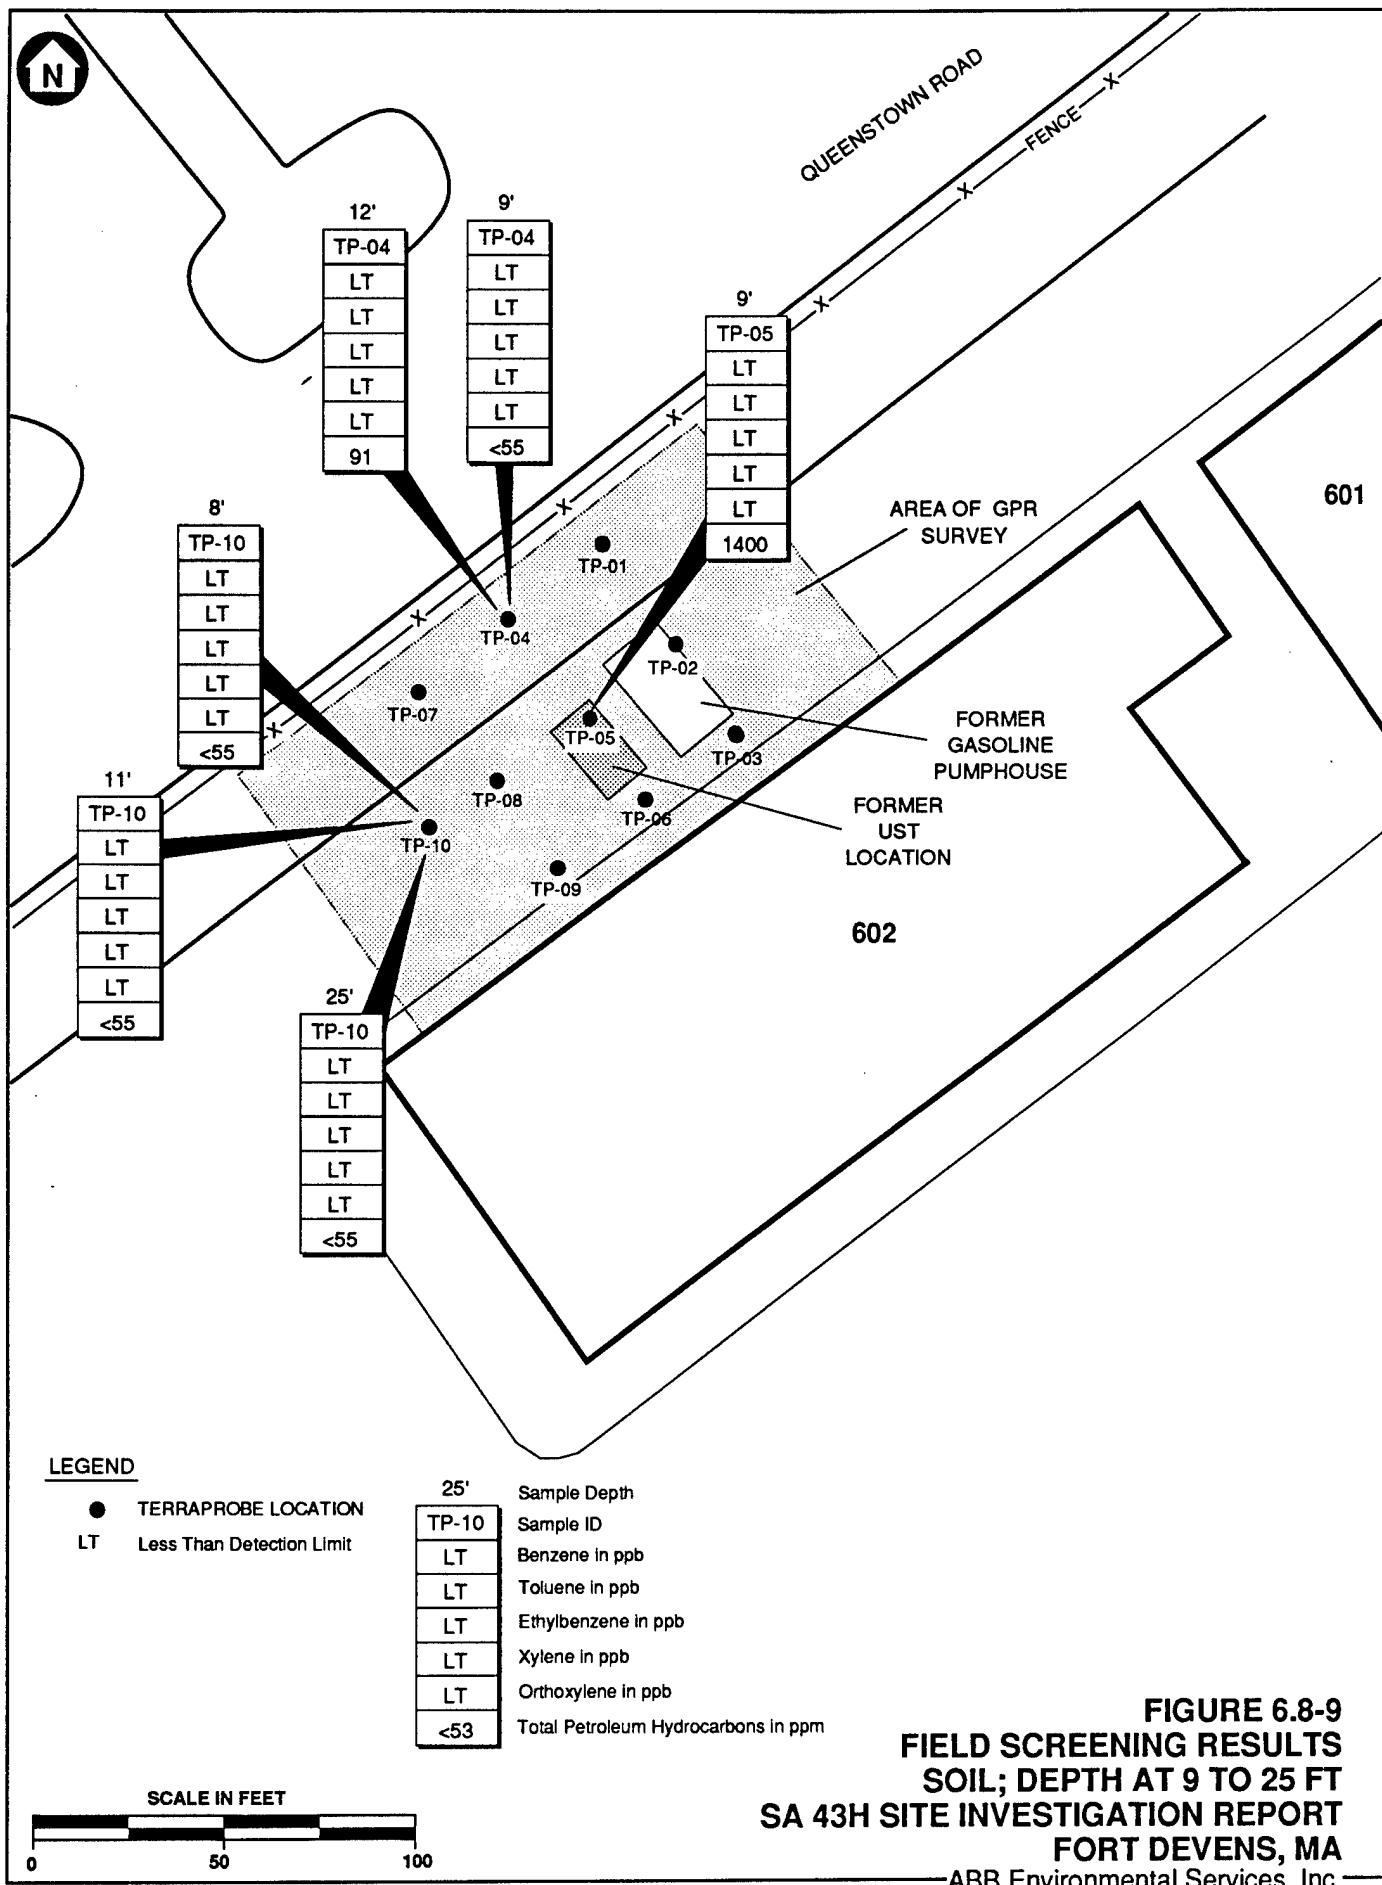 N
QUEENSTOWN ROAD
X
FENCE
X
X
X
X
X
X
12'
TP-04
LT
LT
LT
LT
LT
91
9'
TP-04
LT
LT
LT
LT
LT
<55
9'
TP-05
LT
LT
LT
LT
LT
1400
8'
TP-10
LT
LT
LT
LT
LT
<55
11'
TP-10
LT
LT
LT
LT
LT
<55
25'
TP-10
LT
LT
LT
LT
LT
<55
AREA OF GPR
SURVEY
601
TP-01
TP-04
TP-02
TP-07
TP-05
TP-03
TP-08
TP-06
TP-10
TP-09
FORMER
GASOLINE
PUMPHOUSE
FORMER
UST
LOCATION
602
LEGEND
TERRAPROBE LOCATION
LT Less Than Detection Limit
25' Sample Depth
TP-10 Sample ID
LT Benzene in ppb
LT Toluene in ppb
LT Ethylbenzene in ppb
LT Xylene in ppb
LT Orthoxylene in ppb
<53 Total Petroleum Hydrocarbons in ppm
SCALE IN FEET
0 50 100
FIGURE 6.8-9
FIELD SCREENING RESULTS
SOIL; DEPTH AT 9 TO 25 FT
SA 43H SITE INVESTIGATION REPORT
FORT DEVENS, MA
ABB Environmental Services, Inc.